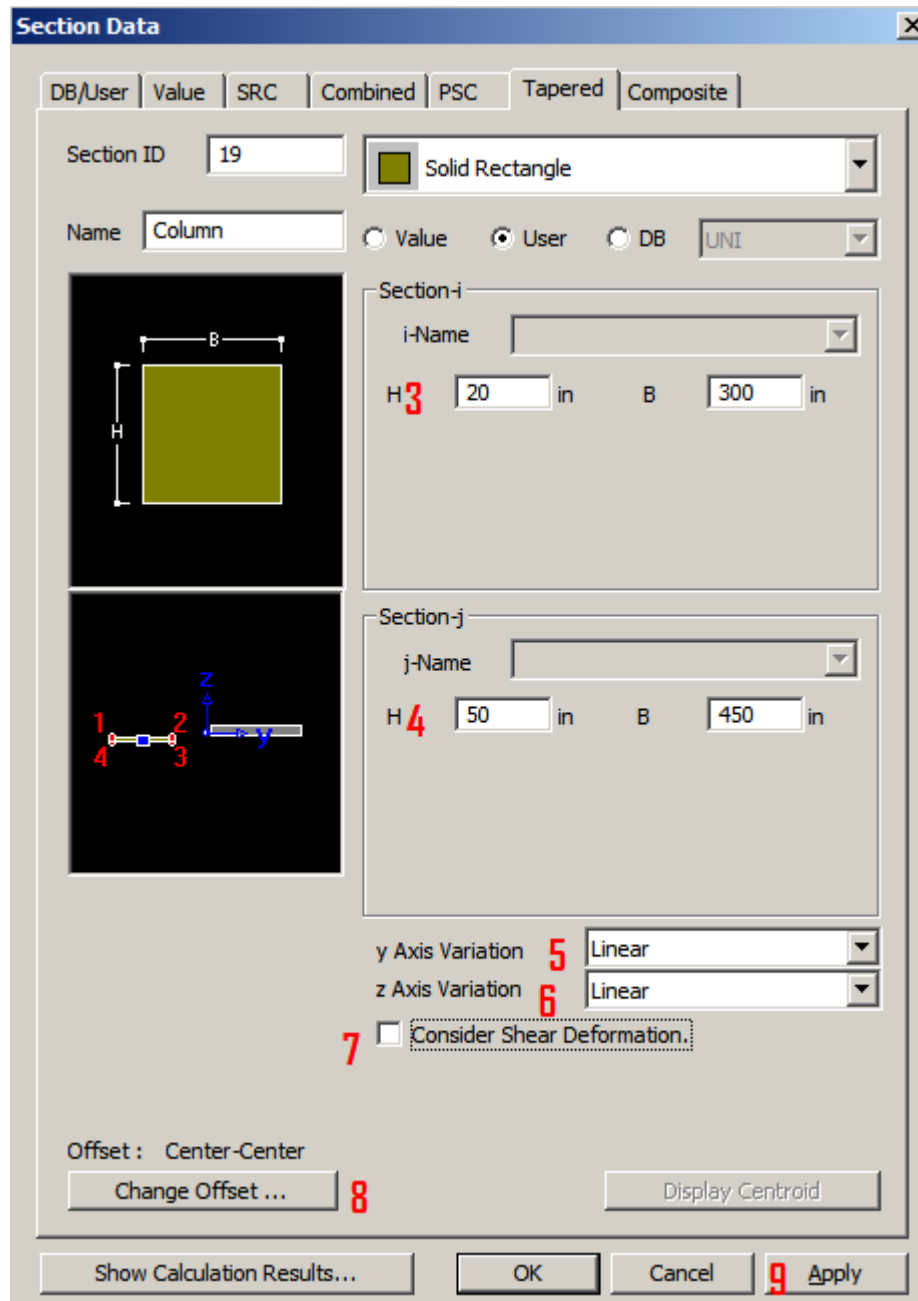 Section Data
DB/User Value SRC Combined PSC Tapered Composite
Section ID 19 Solid Rectangle
Name Column Value User DB UNI
Section-i
B
i-Name
H 3 20 in B 300 in
H
Section-j
j-Name
z
H 4 50 in B 450 in
1 2 y
4 3
y Axis Variation 5 Linear
z Axis Variation 6 Linear
7 Consider Shear Deformation.
Offset : Center-Center
Change Offset ... 8 Display Centroid
Show Calculation Results... OK Cancel 9 Apply